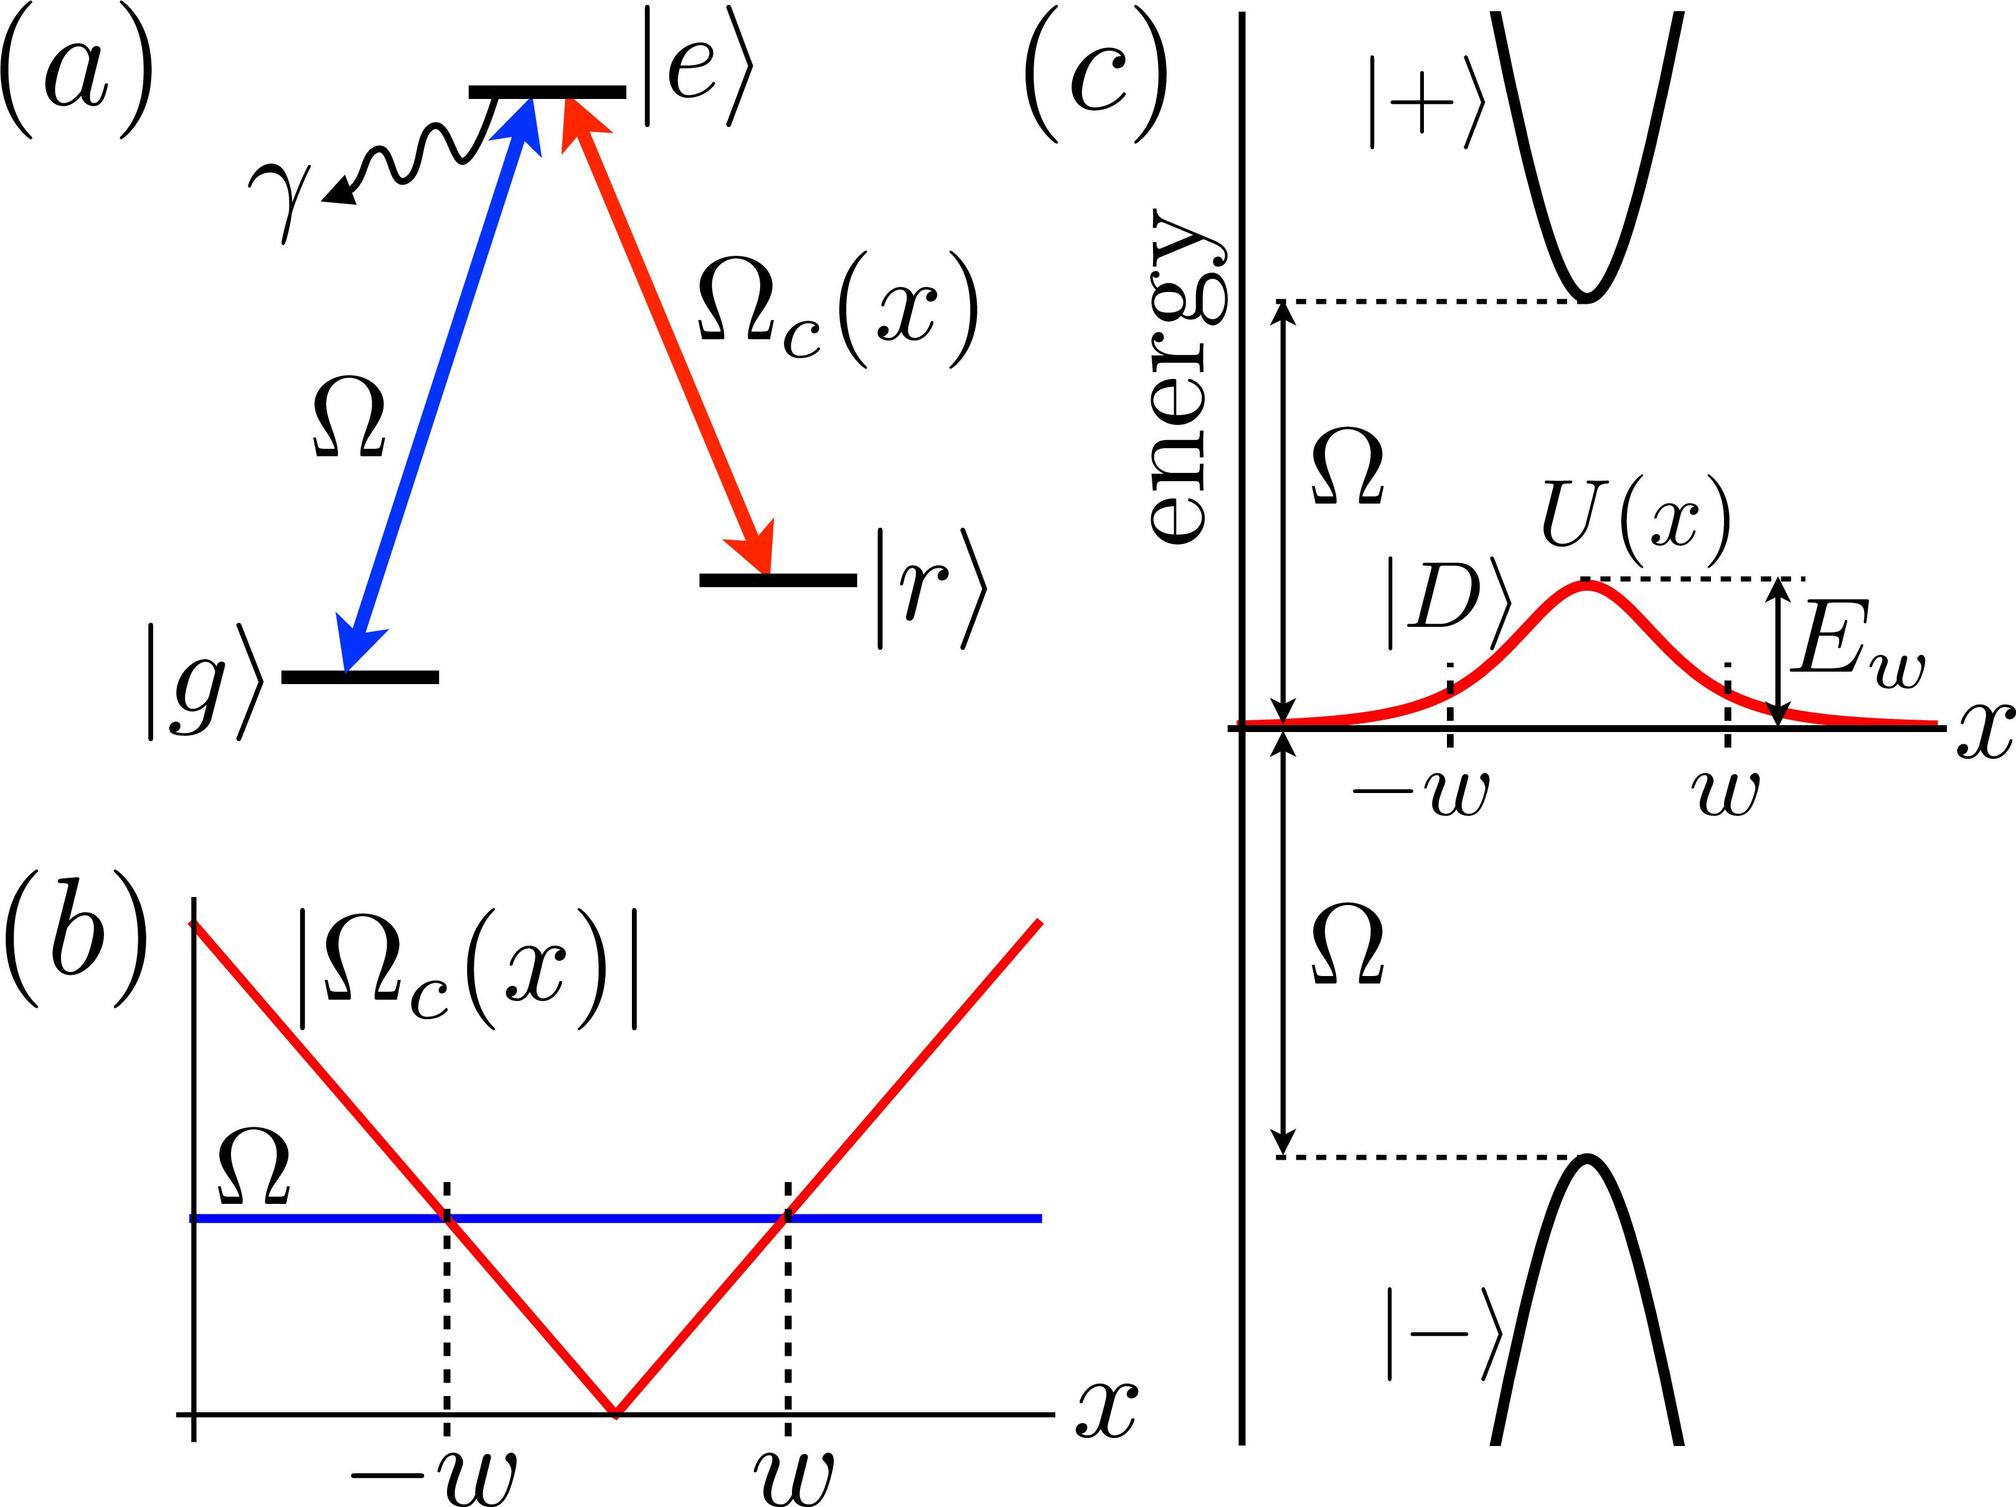 (a)
|e⟩
γ
Ω
Ω_c(x)
|g⟩
|r⟩
(b)
|Ω_c(x)|
Ω
x
−w
w
(c)
energy
|+⟩
Ω
U(x)
|D⟩
E_w
x
−w
w
Ω
|−⟩